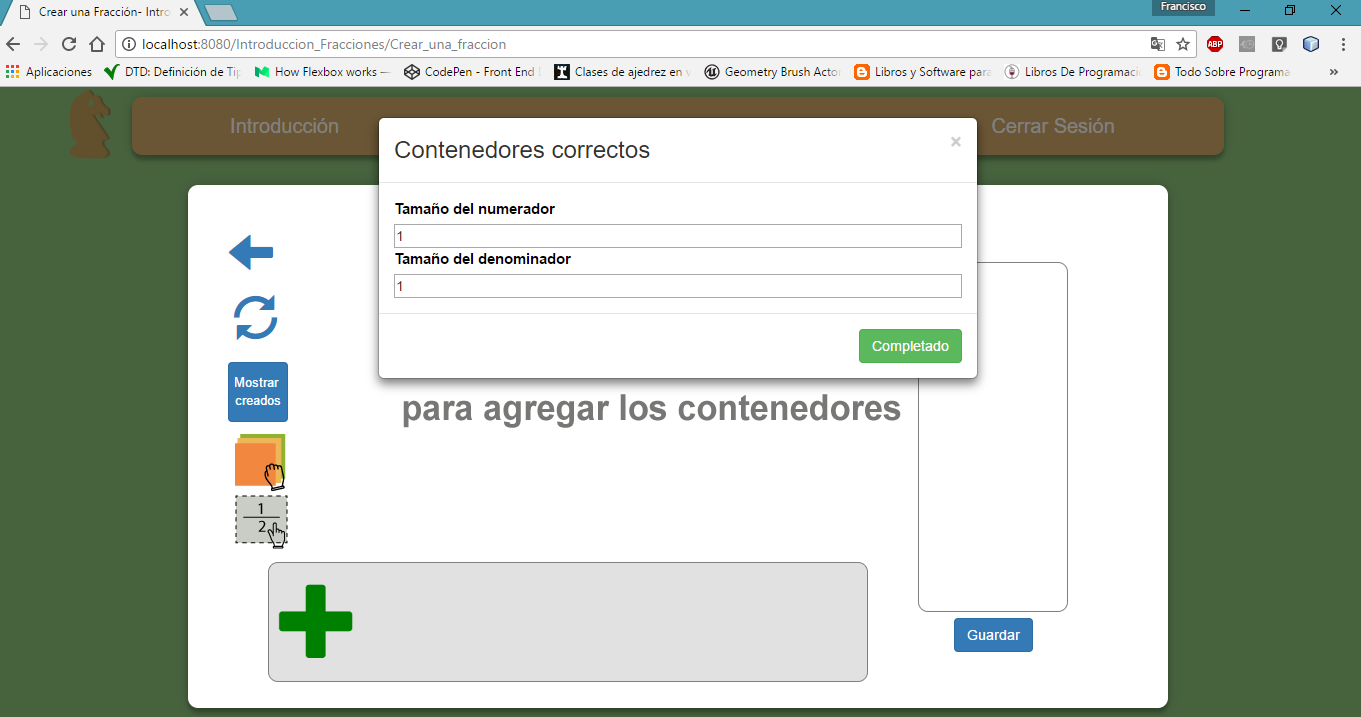 Francisco
Crear una Fracción- Intro
localhost:8080/Introduccion_Fracciones/Crear_una_fraccion
ABP
Aplicaciones
DTD: Definición de Tip
How Flexbox works —
CodePen - Front End
Clases de ajedrez en v
Geometry Brush Actor
Libros y Software para
Libros De Programaci
Todo Sobre Programa
»
Introducción
Cerrar Sesión
Contenedores correctos
×
Tamaño del numerador
1
Tamaño del denominador
1
Completado
Mostrar
creados
para agregar los contenedores
1
2
Guardar